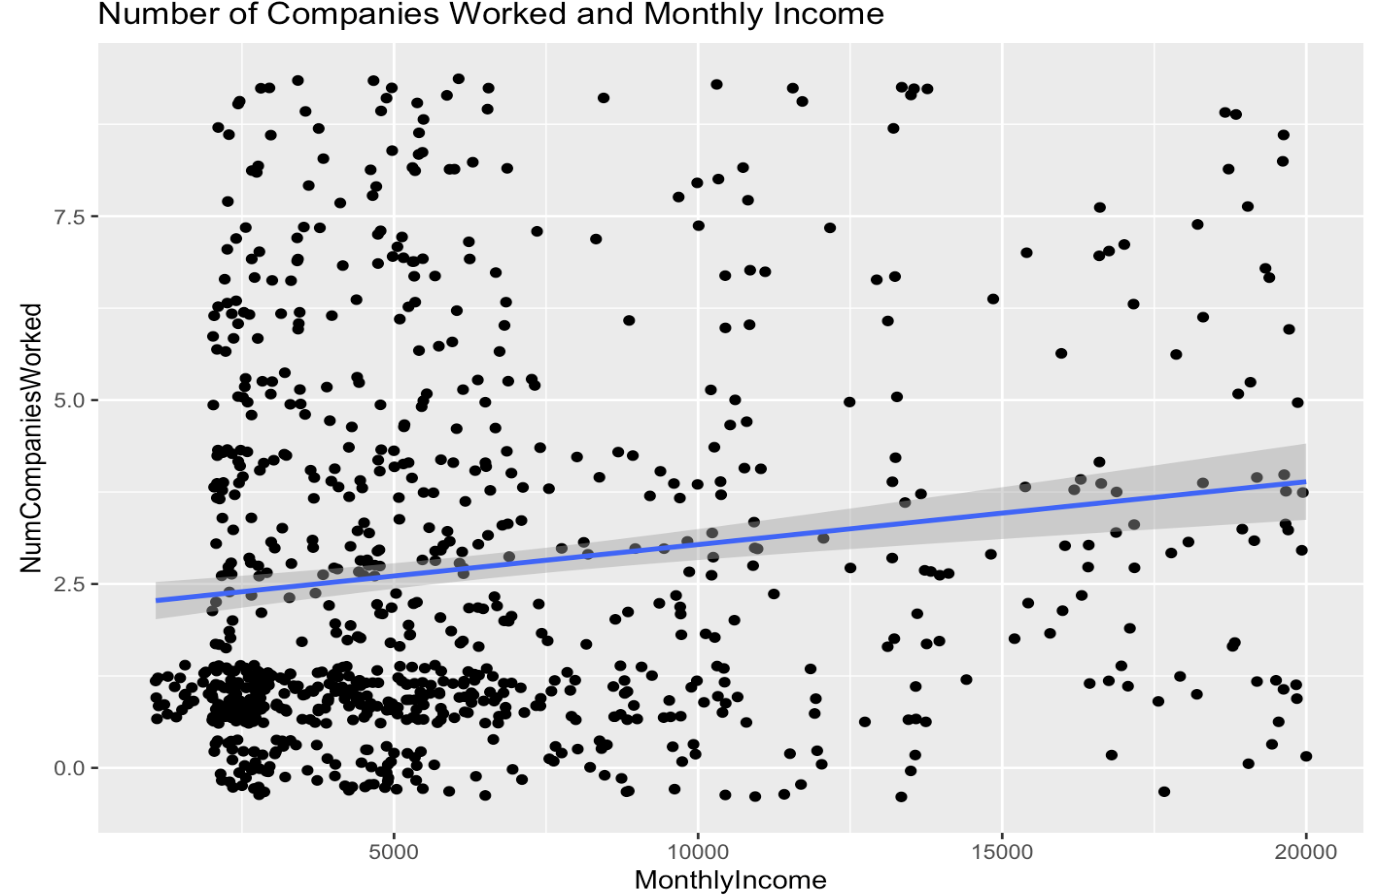 Number of Companies Worked and Monthly Income
NumCompaniesWorked
7.5
5.0
2.5
0.0
5000 10000 15000 20000
MonthlyIncome